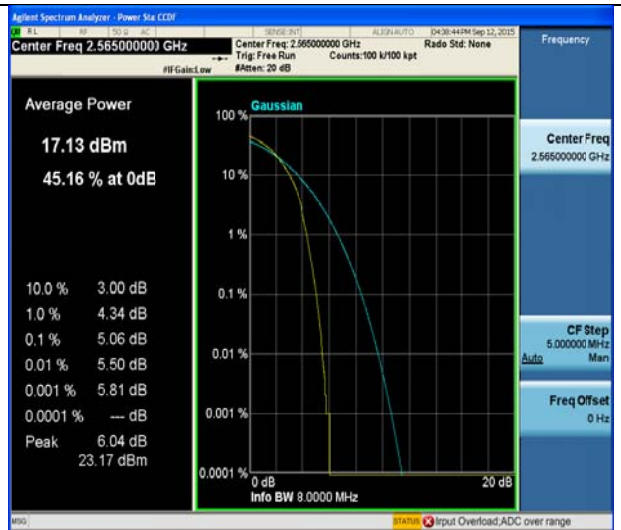 Agilent Spectrum Analyzer - Power Stat CCDF
RL RF 50 Ω AC SENSE:INT ALIGN AUTO 04:38:44 PM Sep 12, 2015
Center Freq 2.565000000 GHz
Center Freq: 2.565000000 GHz
Radio Std: None
Trig: Free Run Counts:100 k/100 kpt
#IFGain:Low #Atten: 20 dB
Frequency
Average Power
17.13 dBm
45.16 % at 0dB
10.0 % 3.00 dB
1.0 % 4.34 dB
0.1 % 5.06 dB
0.01 % 5.50 dB
0.001 % 5.81 dB
0.0001 % --- dB
Peak 6.04 dB
23.17 dBm
Gaussian
100 %
10 %
1 %
0.1 %
0.01 %
0.001 %
0.0001 %
0 dB 20 dB
Info BW 8.0000 MHz
Center Freq
2.565000000 GHz
CF Step
5.000000 MHz
Auto Man
Freq Offset
0 Hz
MSG STATUS Input Overload;ADC over range